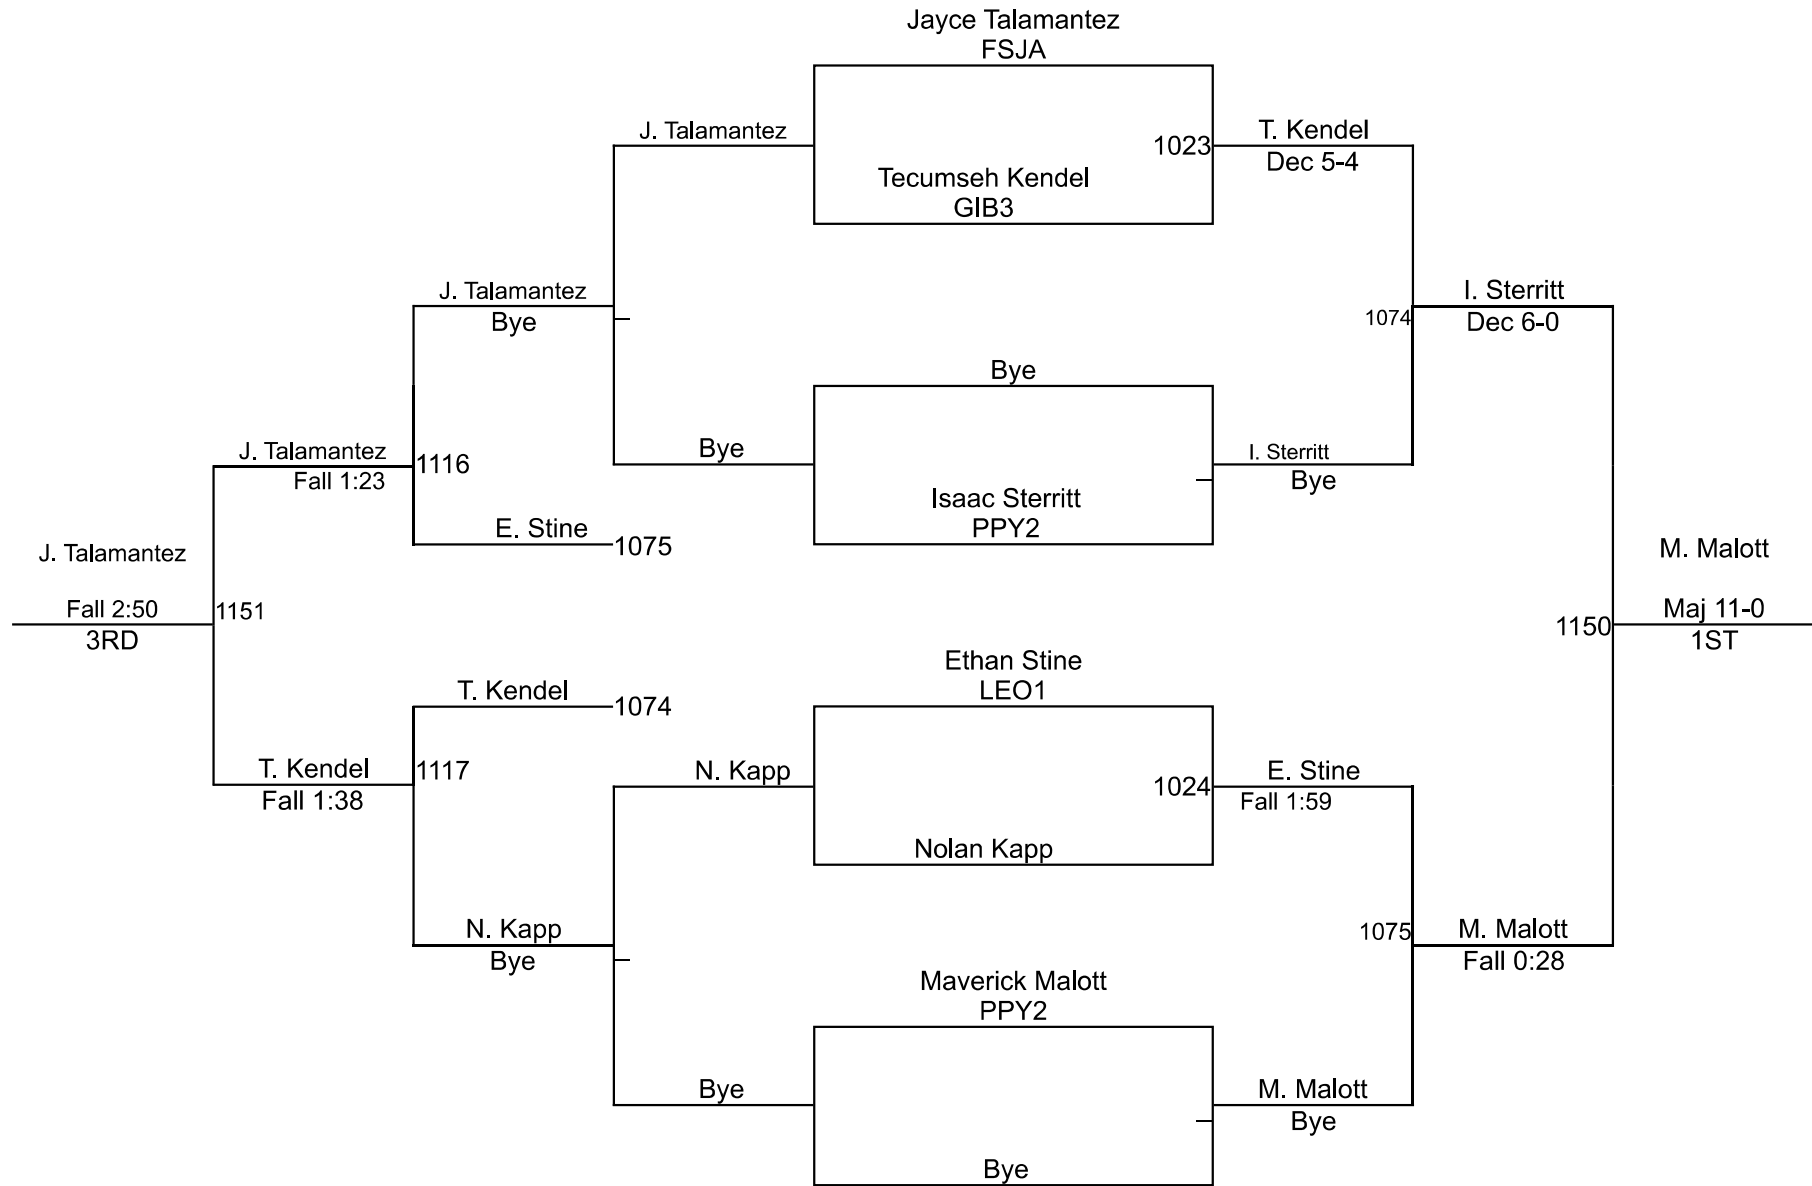 Jayce Talamantez
FSJA
J. Talamantez
1023
T. Kendel
Dec 5-4
Tecumseh Kendel
GIB3
J. Talamantez
Bye
1074
I. Sterritt
Dec 6-0
Bye
J. Talamantez
Fall 1:23
1116
Bye
I. Sterritt
Bye
Isaac Sterritt
PPY2
E. Stine
1075
J. Talamantez
Fall 2:50
3RD
1151
M. Malott
Maj 11-0
1ST
1150
Ethan Stine
LEO1
T. Kendel
1074
T. Kendel
Fall 1:38
1117
N. Kapp
1024
E. Stine
Fall 1:59
Nolan Kapp
N. Kapp
Bye
1075
M. Malott
Fall 0:28
Maverick Malott
PPY2
Bye
M. Malott
Bye
Bye